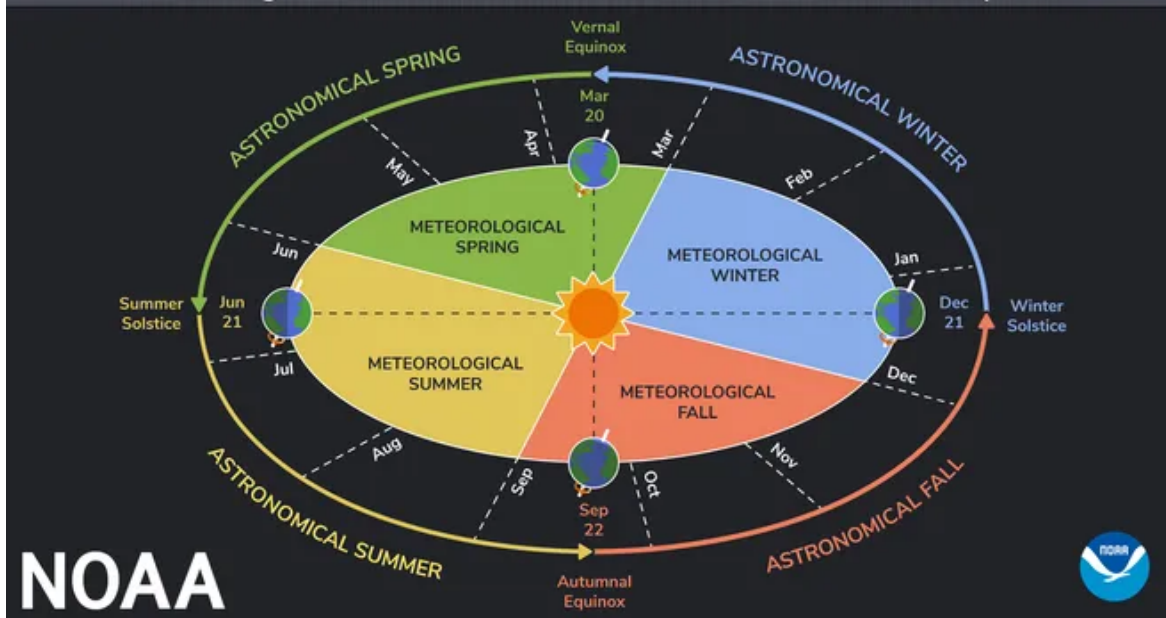 Vernal
Equinox
ASTRONOMICAL SPRING
ASTRONOMICAL WINTER
Mar
20
Apr
Mar
May
Feb
METEOROLOGICAL
SPRING
METEOROLOGICAL
WINTER
Jun
Jan
Summer
Solstice
Jun
21
Dec
21
Winter
Solstice
METEOROLOGICAL
SUMMER
METEOROLOGICAL
FALL
Jul
Dec
Aug
Nov
Sep
Oct
ASTRONOMICAL SUMMER
ASTRONOMICAL FALL
Sep
22
Autumnal
Equinox
NOAA
NOAA